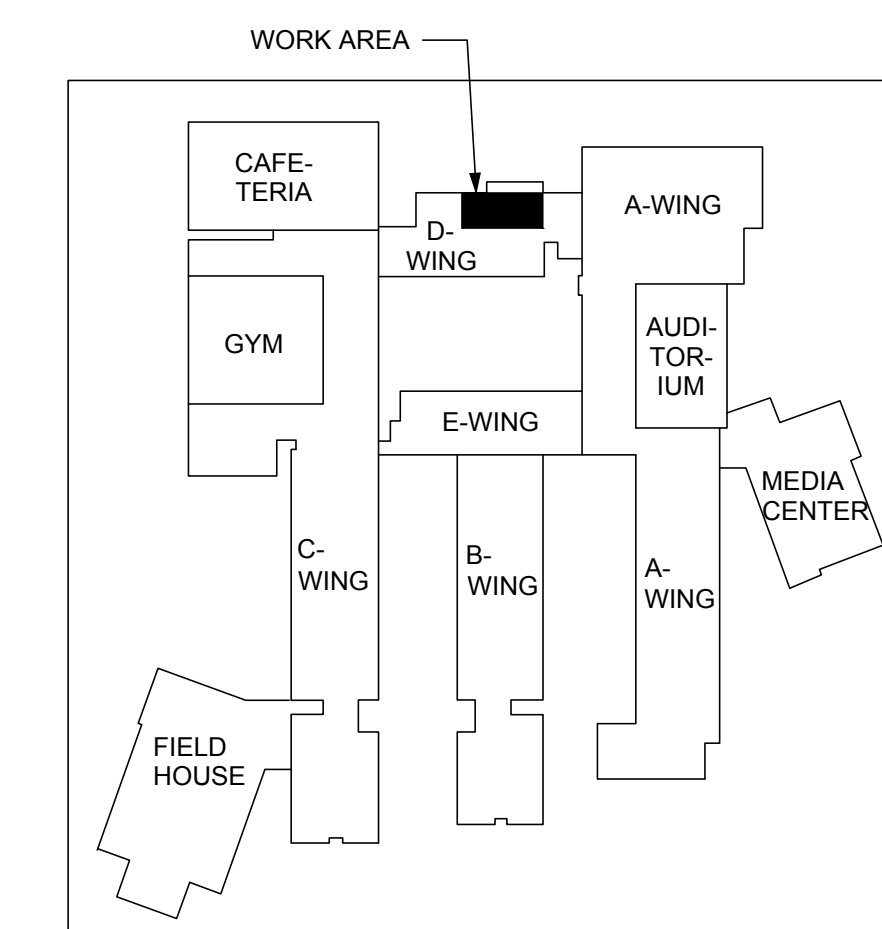 WORK AREA
CAFE-
TERIA
A-WING
D-
WING
GYM
AUDI-
TOR-
IUM
E-WING
MEDIA
CENTER
C-
WING
B-
WING
A-
WING
FIELD
HOUSE